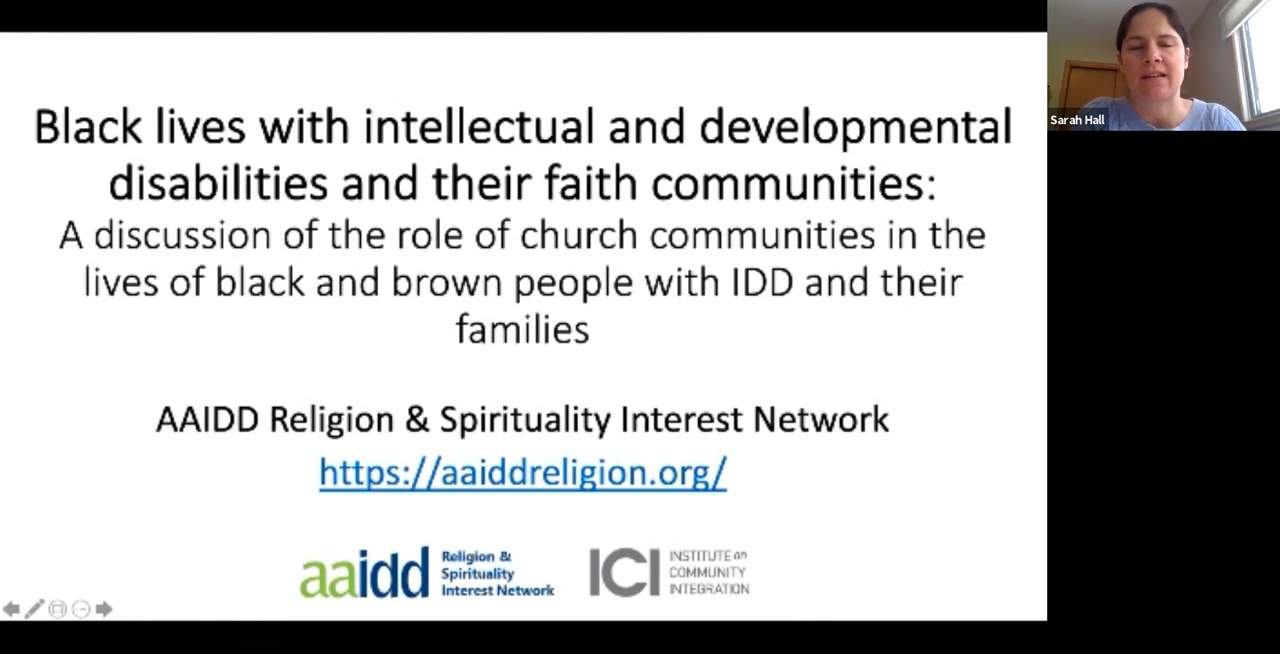 Black lives with intellectual and developmental
disabilities and their faith communities:
A discussion of the role of church communities in the
lives of black and brown people with IDD and their
families
AAIDD Religion & Spirituality Interest Network
https://aaiddreligion.org/
aaidd
Religion &
Spirituality
Interest Network
ICI
INSTITUTE on
COMMUNITY
INTEGRATION
Sarah Hall